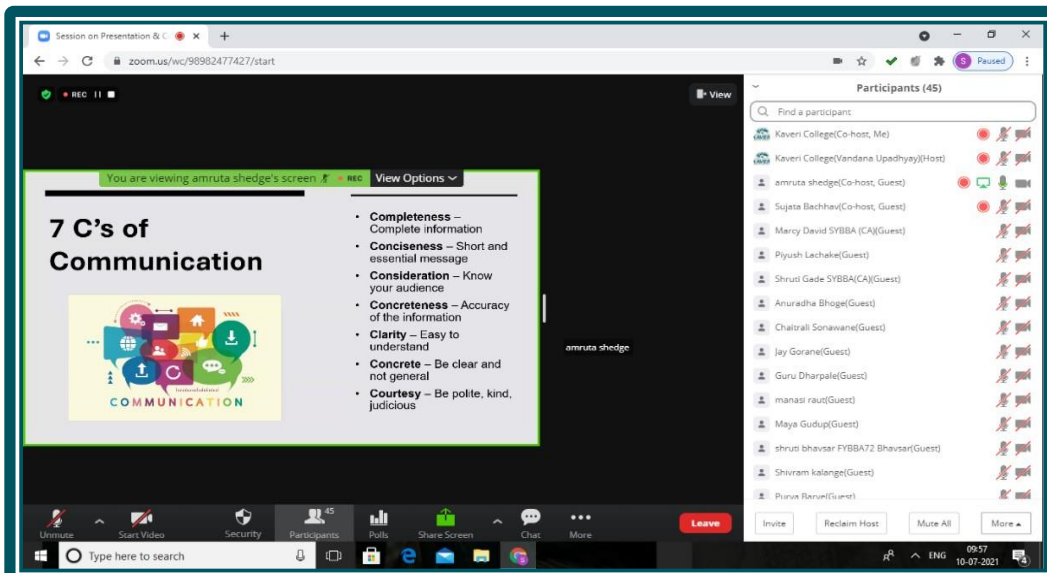 Session on Presentation & C
zoom.us/wc/98982477427/start
S Paused
REC
View
You are viewing amruta shedge's screen REC View Options
7 C's of
Communication
COMMUNICATION
• Completeness –
Complete information
• Conciseness – Short and
essential message
• Consideration – Know
your audience
• Concreteness – Accuracy
of the information
• Clarity – Easy to
understand
• Concrete – Be clear and
not general
• Courtesy – Be polite, kind,
judicious
amruta shedge
Participants (45)
Find a participant
Kaveri College(Co-host, Me)
Kaveri College(Vandana Upadhyay)(Host)
amruta shedge(Co-host, Guest)
Sujata Bachhav(Co-host, Guest)
Marcy David SYBBA (CA)(Guest)
Piyush Lachake(Guest)
Shruti Gade SYBBA(CA)(Guest)
Anuradha Bhoge(Guest)
Chaitrali Sonawane(Guest)
Jay Gorane(Guest)
Guru Dharpale(Guest)
manasi raut(Guest)
Maya Gudup(Guest)
shruti bhavsar FYBBA72 Bhavsar(Guest)
Shivram kalange(Guest)
Purva Barve(Guest)
Invite Reclaim Host Mute All More
Unmute Start Video Security Participants 45 Polls Share Screen Chat More Leave
Type here to search
ENG
09:57
10-07-2021
4